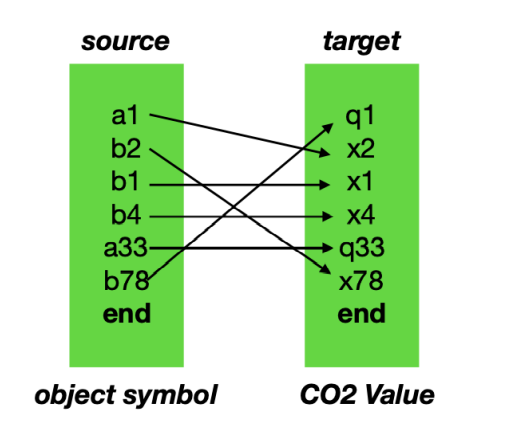 source target
a1 q1
b2 x2
b1 x1
b4 x4
a33 q33
b78 x78
end end
object symbol CO2 Value